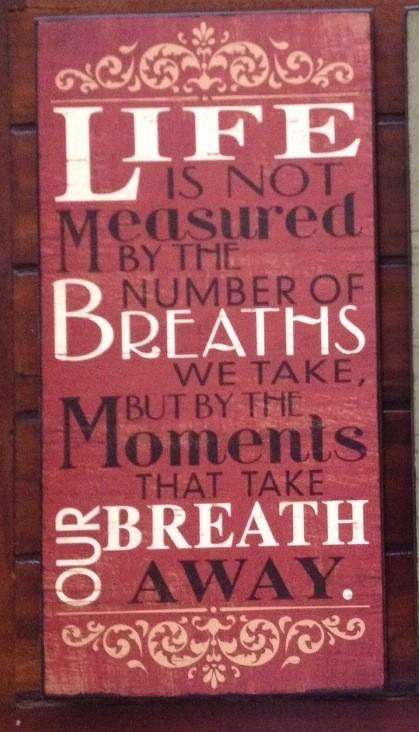 LIFE
IS NOT
Measured
BY THE
NUMBER OF
BREATHS
WE TAKE,
BUT BY THE
Moments
THAT TAKE
OUR BREATH
AWAY.